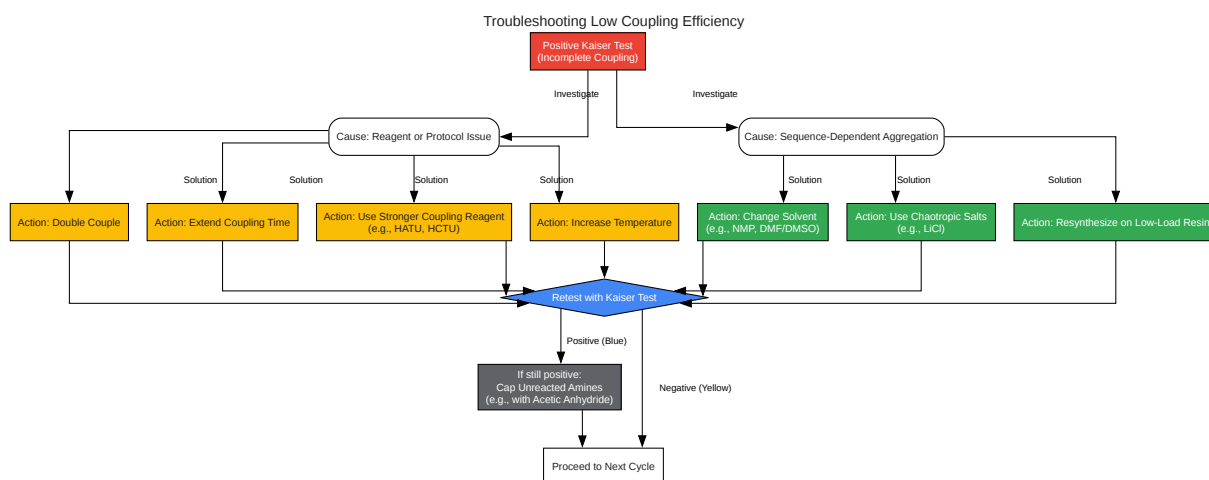 Troubleshooting Low Coupling Efficiency
Positive Kaiser Test
(Incomplete Coupling)
Investigate
Investigate
Cause: Reagent or Protocol Issue
Cause: Sequence-Dependent Aggregation
Solution
Solution
Solution
Solution
Solution
Solution
Solution
Action: Double Couple
Action: Extend Coupling Time
Action: Use Stronger Coupling Reagent
(e.g., HATU, HCTU)
Action: Increase Temperature
Action: Change Solvent
(e.g., NMP, DMF/DMSO)
Action: Use Chaotropic Salts
(e.g., LiCl)
Action: Resynthesize on Low-Load Resin
Retest with Kaiser Test
Positive (Blue)
If still positive:
Cap Unreacted Amines
(e.g., with Acetic Anhydride)
Negative (Yellow)
Proceed to Next Cycle